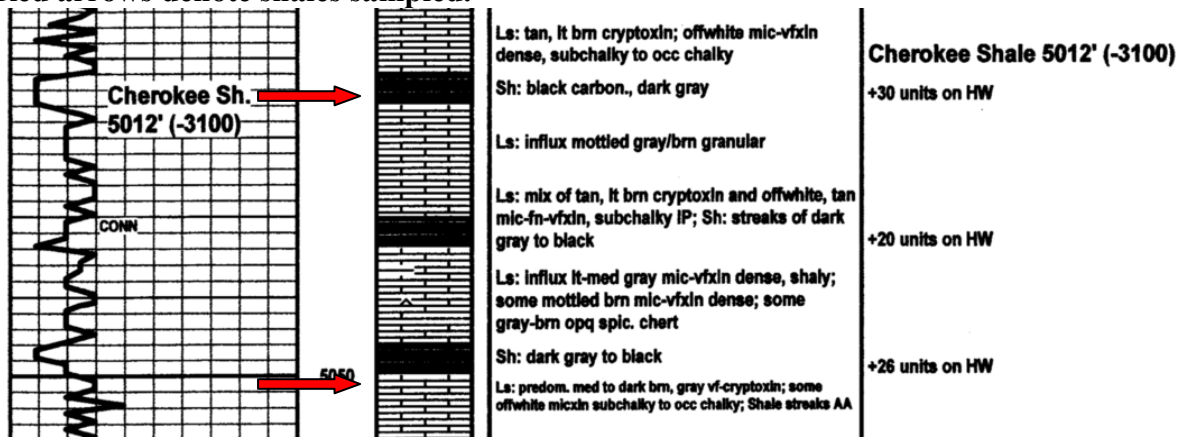 Cherokee Sh.
5012' (-3100)
CONN
5050
Ls: tan, lt brn cryptoxln; offwhite mic-vfxln
dense, subchalky to occ chalky
Sh: black carbon., dark gray
Ls: influx mottled gray/brn granular
Ls: mix of tan, lt brn cryptoxln and offwhite, tan
mic-fn-vfxln, subchalky IP; Sh: streaks of dark
gray to black
Ls: influx lt-med gray mic-vfxln dense, shaly;
some mottled brn mic-vfxln dense; some
gray-brn opq spic. chert
Sh: dark gray to black
Ls: predom. med to dark brn, gray vf-cryptoxln; some
offwhite micxln subchalky to occ chalky; Shale streaks AA
Cherokee Shale 5012' (-3100)
+30 units on HW
+20 units on HW
+26 units on HW